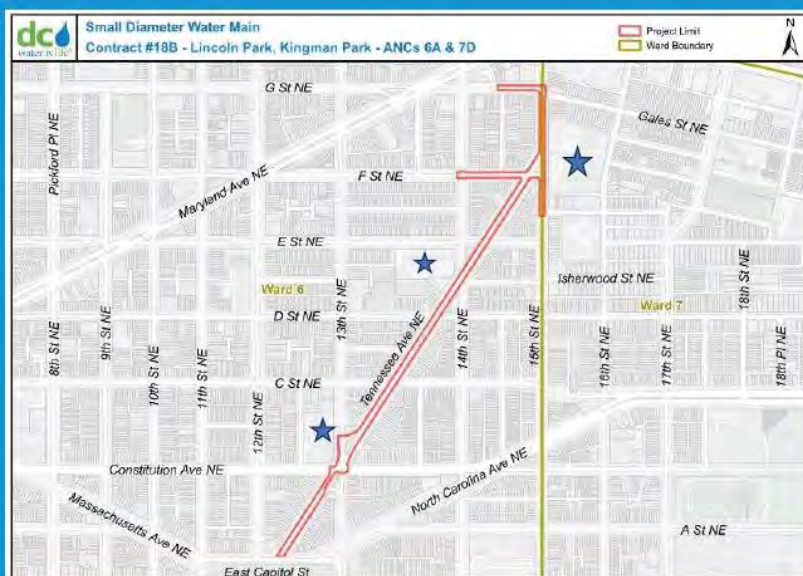 dc
water is life
Small Diameter Water Main
Contract #18B - Lincoln Park, Kingman Park - ANCs 6A & 7D
Project Limit
Ward Boundary
N
G St NE
Gales St NE
Pickford Pl NE
Maryland Ave NE
F St NE
E St NE
Isherwood St NE
18th St NE
Ward 6
Ward 7
D St NE
13th St NE
8th St NE
9th St NE
10th St NE
11th St NE
Tennessee Ave NE
14th St NE
15th St NE
16th St NE
17th St NE
18th Pl NE
C St NE
12th St NE
Constitution Ave NE
North Carolina Ave NE
Massachusetts Ave NE
A St NE
East Capitol St